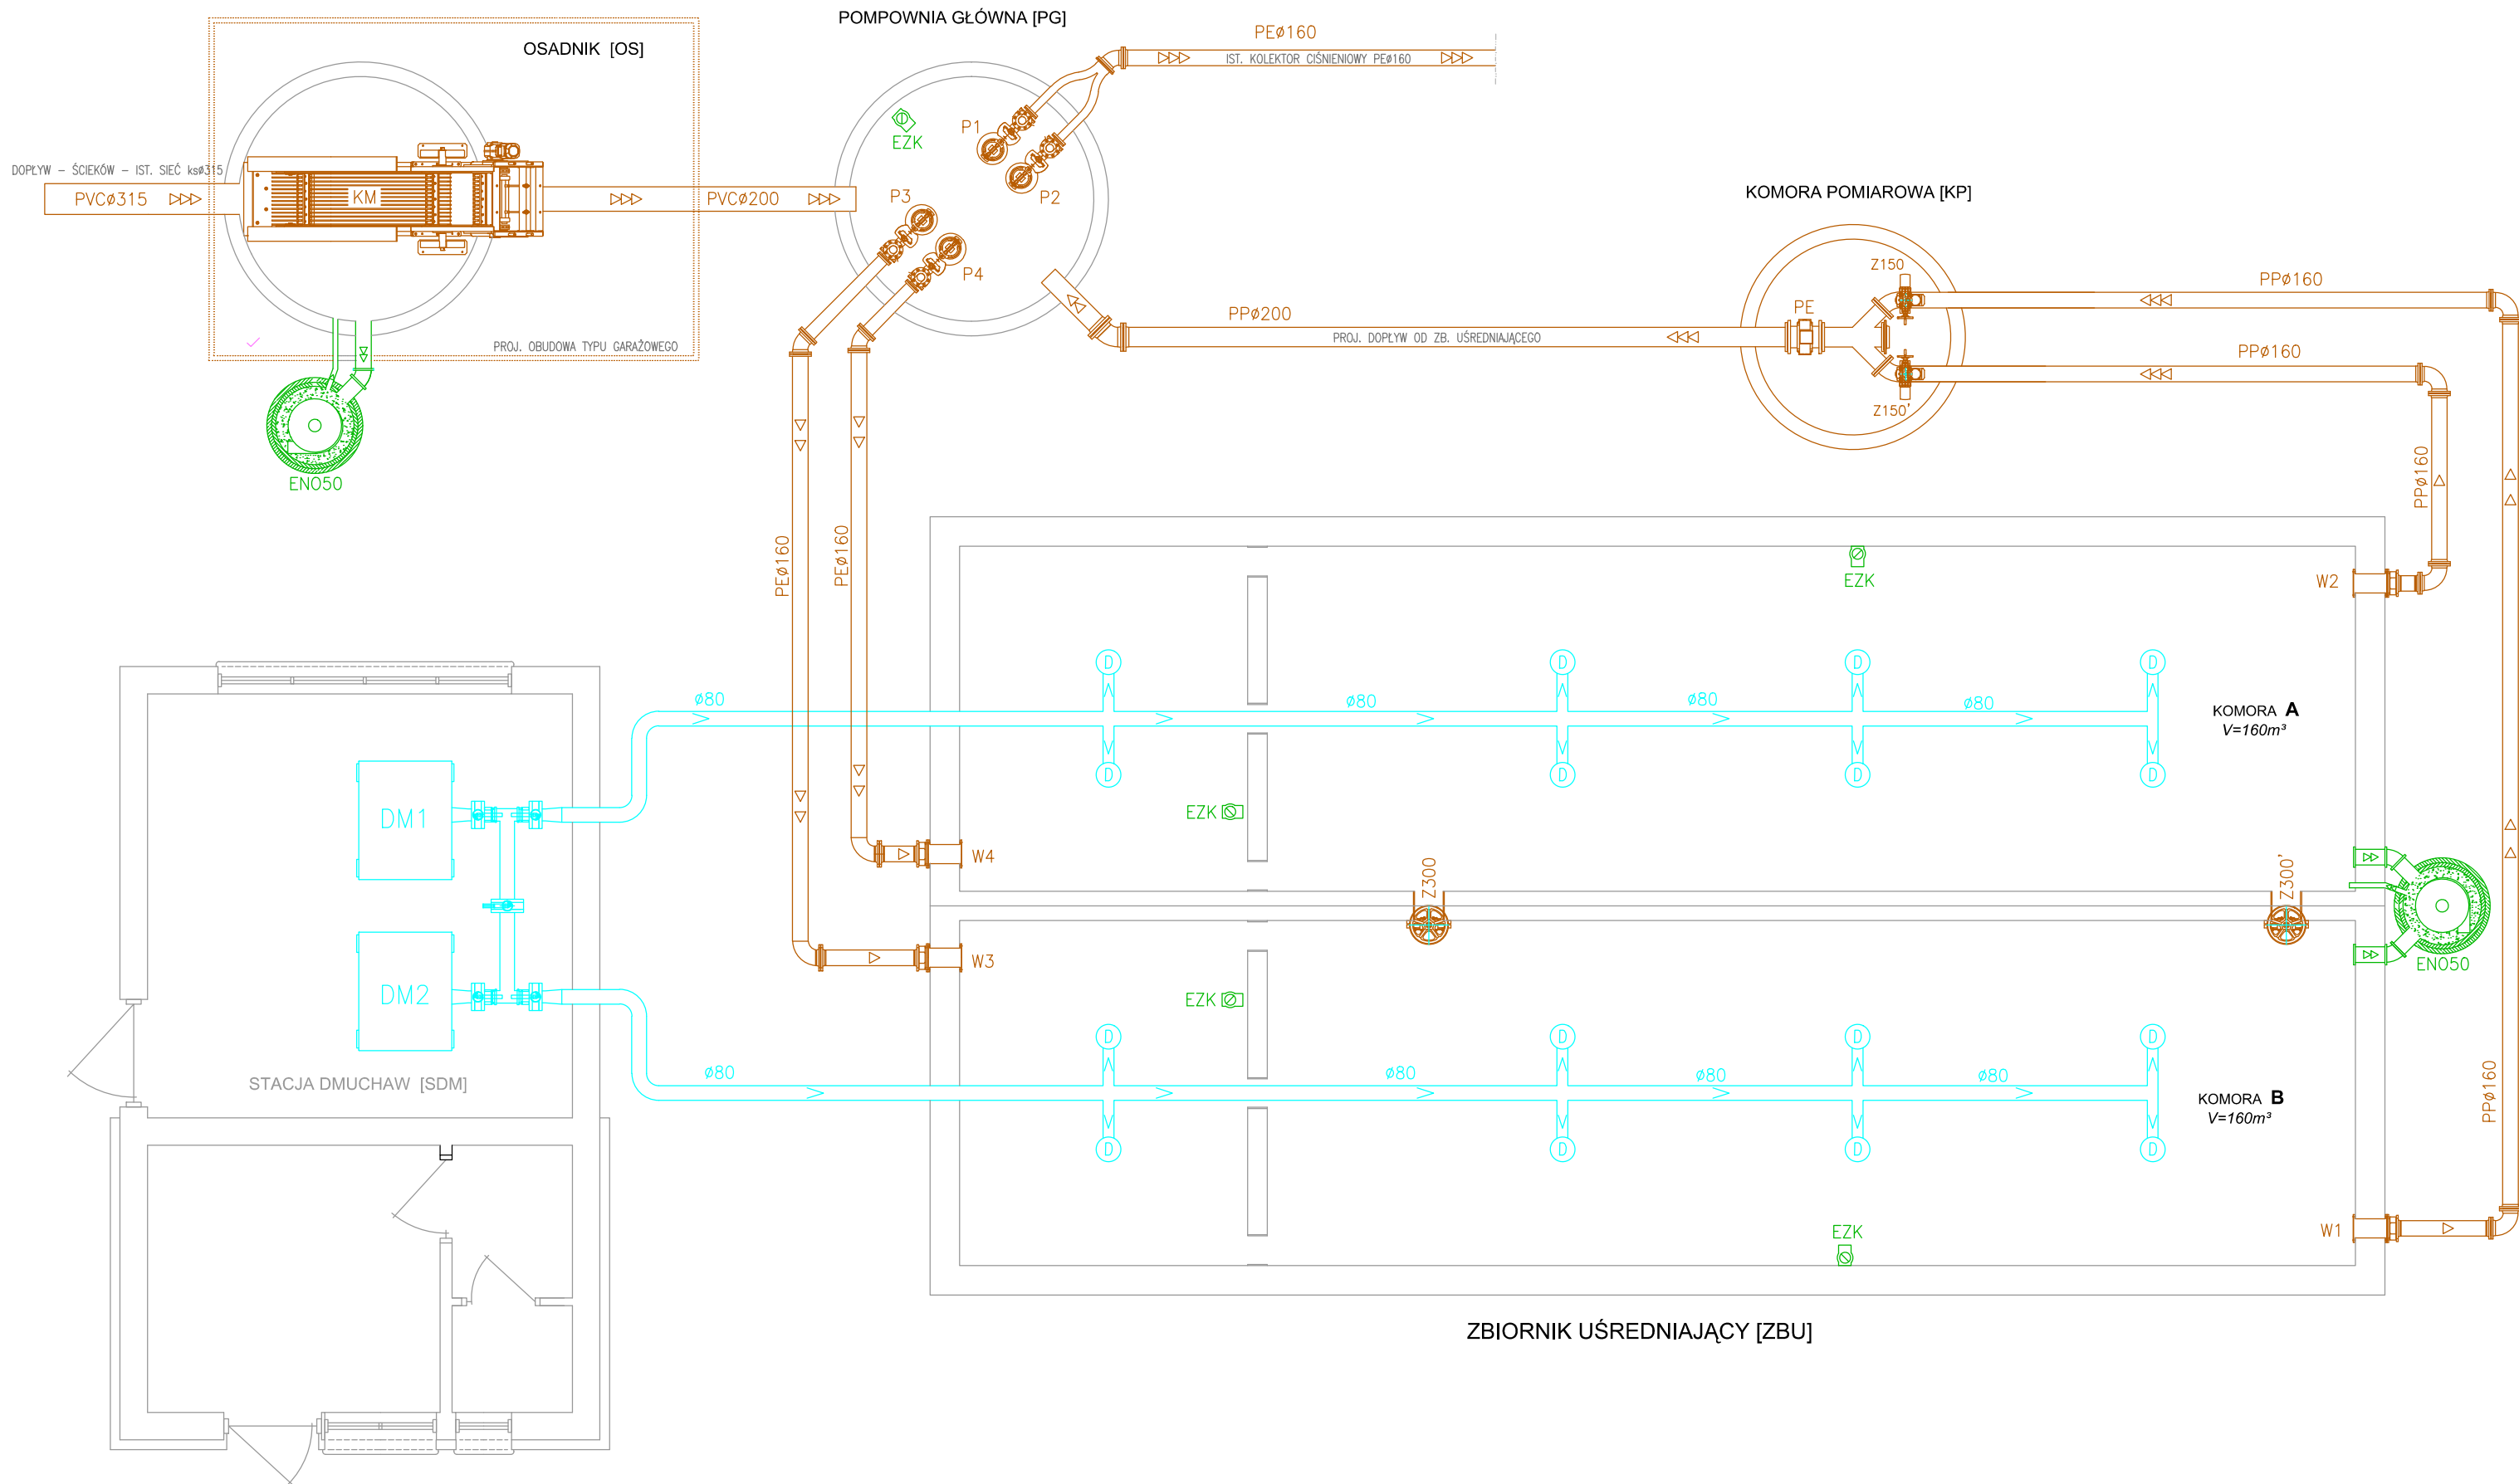 POMPOWNIA GŁÓWNA [PG]
OSADNIK [OS]
PEø160
IST. KOLEKTOR CIŚNIENIOWY PEø160
P1
EZK
DOPŁYW – ŚCIEKÓW – IST. SIEĆ ksø315
PVCø315
KM
PVCø200
P3
P2
KOMORA POMIAROWA [KP]
P4
Z150
PPø160
PE
PPø200
PROJ. DOPŁYW OD ZB. UŚREDNIAJĄCEGO
PROJ. OBUDOWA TYPU GARAŻOWEGO
PPø160
Z150'
ENO50
PPø160
PEø160
PEø160
EZK
W2
D
D
D
D
ø80
ø80
ø80
ø80
KOMORA A
V=160m³
D
D
D
D
DM1
EZK
W4
Z300
Z300'
W3
ENO50
DM2
EZK
D
D
D
D
STACJA DMUCHAW [SDM]
ø80
ø80
ø80
ø80
KOMORA B
V=160m³
PPø160
D
D
D
D
EZK
W1
ZBIORNIK UŚREDNIAJĄCY [ZBU]